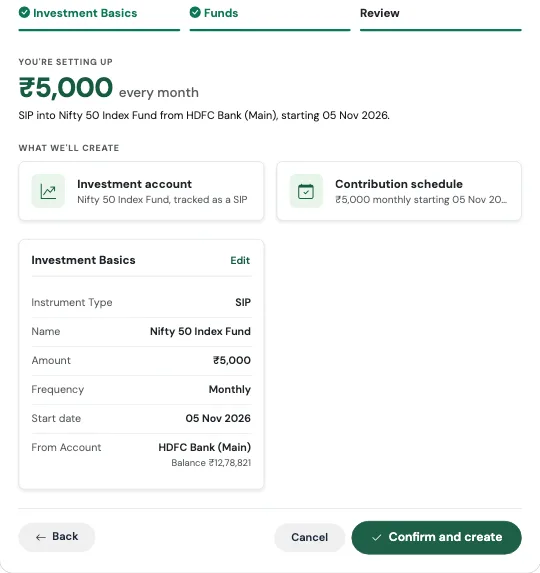 Investment Basics
Funds
Review
YOU'RE SETTING UP
₹5,000 every month
SIP into Nifty 50 Index Fund from HDFC Bank (Main), starting 05 Nov 2026.
WHAT WE'LL CREATE
Investment account
Nifty 50 Index Fund, tracked as a SIP
Contribution schedule
₹5,000 monthly starting 05 Nov 20...
Investment Basics Edit
Instrument Type SIP
Name Nifty 50 Index Fund
Amount ₹5,000
Frequency Monthly
Start date 05 Nov 2026
From Account HDFC Bank (Main)
Balance ₹12,78,821
← Back
Cancel
Confirm and create